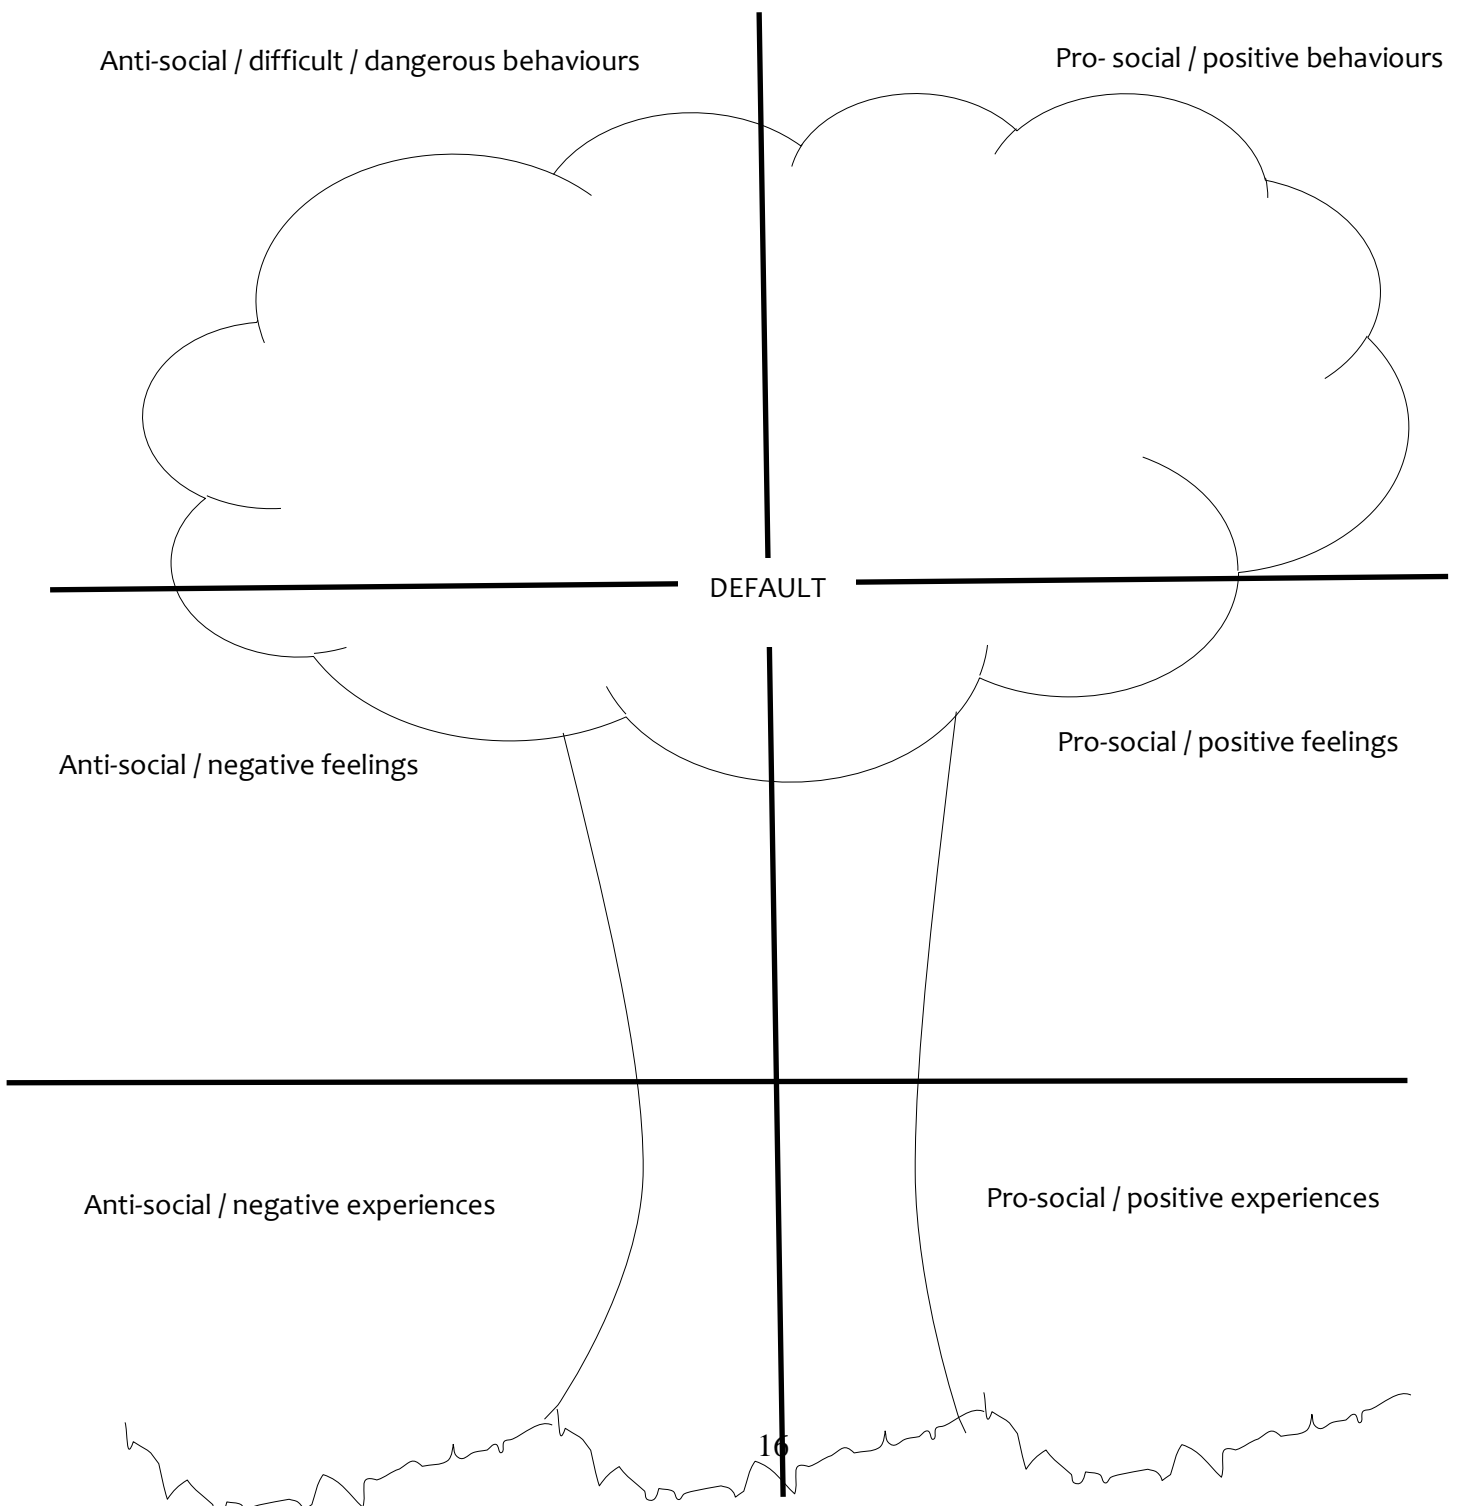 Anti-social / difficult / dangerous behaviours
Pro- social / positive behaviours
DEFAULT
Anti-social / negative feelings
Pro-social / positive feelings
Anti-social / negative experiences
Pro-social / positive experiences
16